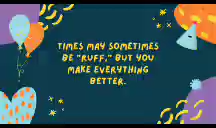 TIMES MAY SOMETIMES
BE "RUFF," BUT YOU
MAKE EVERYTHING
BETTER.